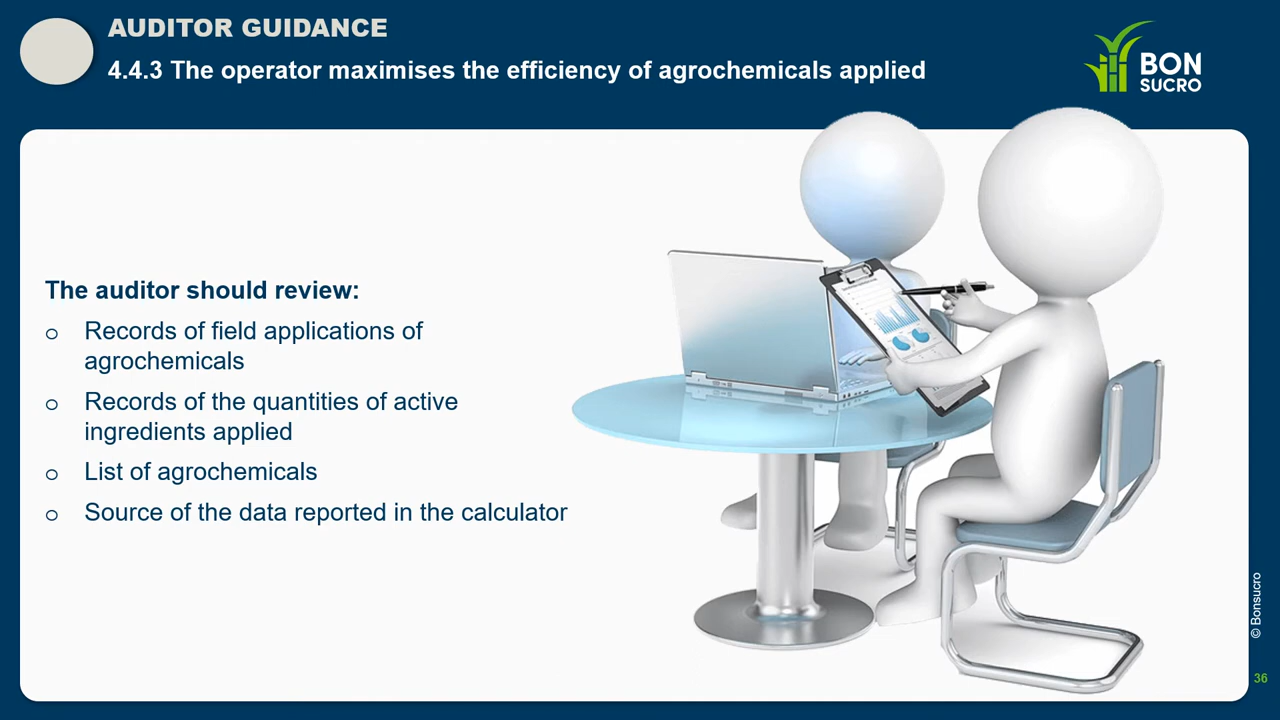 AUDITOR GUIDANCE
4.4.3 The operator maximises the efficiency of agrochemicals applied
BON
SUCRO
The auditor should review:
o Records of field applications of
agrochemicals
o Records of the quantities of active
ingredients applied
o List of agrochemicals
o Source of the data reported in the calculator
© Bonsucro
36